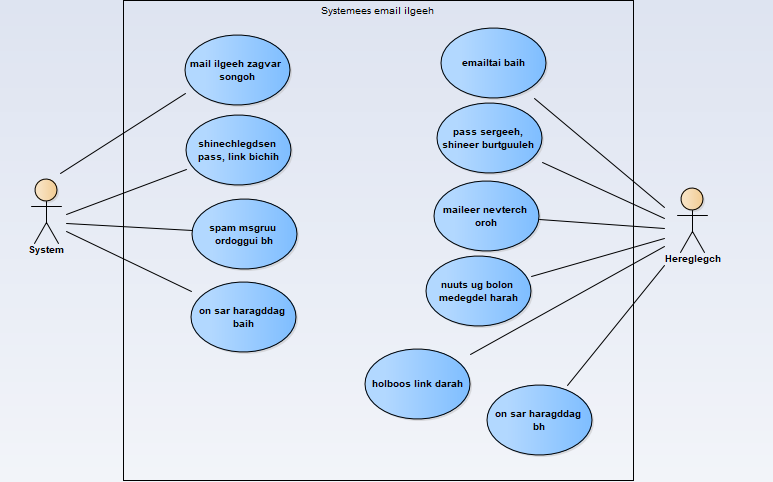 Systemees email ilgeeh
mail ilgeeh zagvar
songoh
shinechlegdsen
pass, link bichih
spam msgruu
ordoggui bh
on sar haragddag
baih
System
emailtai baih
pass sergeeh,
shineer burtguuleh
maileer nevterch
oroh
nuuts ug bolon
medegdel harah
holboos link darah
on sar haragddag
bh
Hereglegch